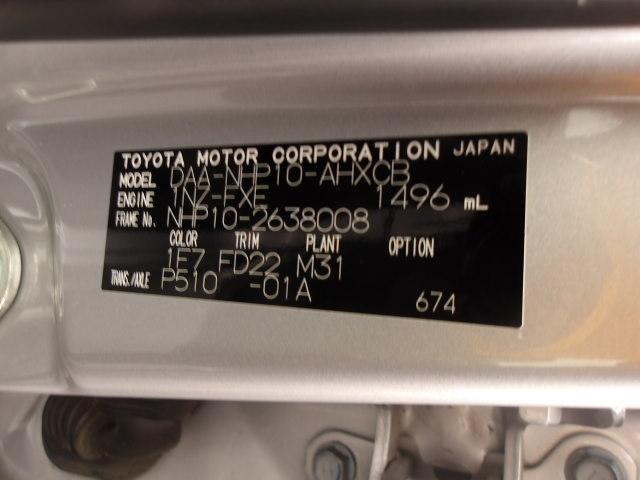 TOYOTA MOTOR CORPORATION JAPAN
MODEL DAA-NHP10-AHXCB
ENGINE 1NZ-FXE 1496 mL
FRAME No. NHP10-2638008
COLOR TRIM PLANT OPTION
1F7 FD22 M31
TRANS./AXLE P510 -01A
674